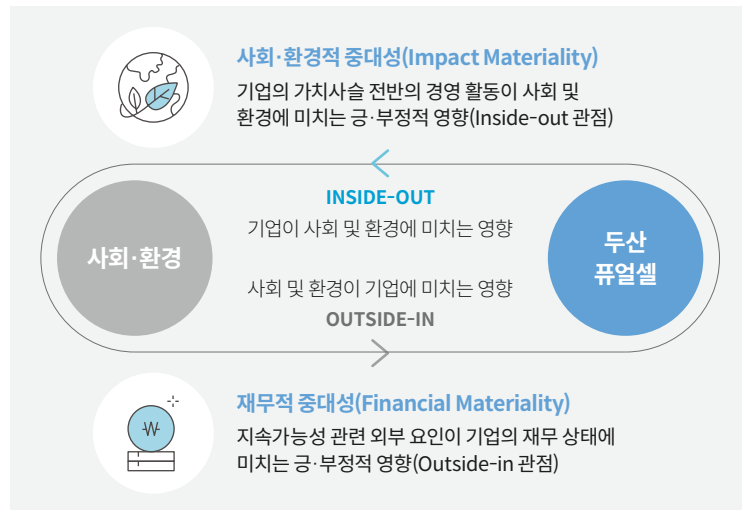 사회·환경적 중대성(Impact Materiality)
기업의 가치사슬 전반의 경영 활동이 사회 및
환경에 미치는 긍·부정적 영향(Inside-out 관점)
INSIDE-OUT
기업이 사회 및 환경에 미치는 영향
사회·환경
두산
퓨얼셀
사회 및 환경이 기업에 미치는 영향
OUTSIDE-IN
₩
재무적 중대성(Financial Materiality)
지속가능성 관련 외부 요인이 기업의 재무 상태에
미치는 긍·부정적 영향(Outside-in 관점)